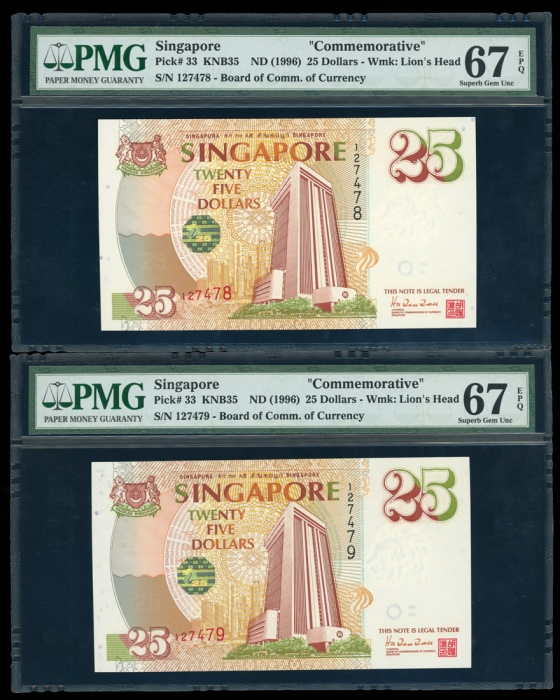 PMG
PAPER MONEY GUARANTY
Singapore "Commemorative"
Pick# 33 KNB35 ND (1996) 25 Dollars - Wmk: Lion's Head
S/N 127478 - Board of Comm. of Currency
67 EPQ
Superb Gem Unc
SINGAPORE
SINGAPORE
25
TWENTY
FIVE
DOLLARS
127478
25
127478
THIS NOTE IS LEGAL TENDER
PMG
PAPER MONEY GUARANTY
Singapore "Commemorative"
Pick# 33 KNB35 ND (1996) 25 Dollars - Wmk: Lion's Head
S/N 127479 - Board of Comm. of Currency
67 EPQ
Superb Gem Unc
SINGAPORE
SINGAPORE
25
TWENTY
FIVE
DOLLARS
127479
25
127479
THIS NOTE IS LEGAL TENDER